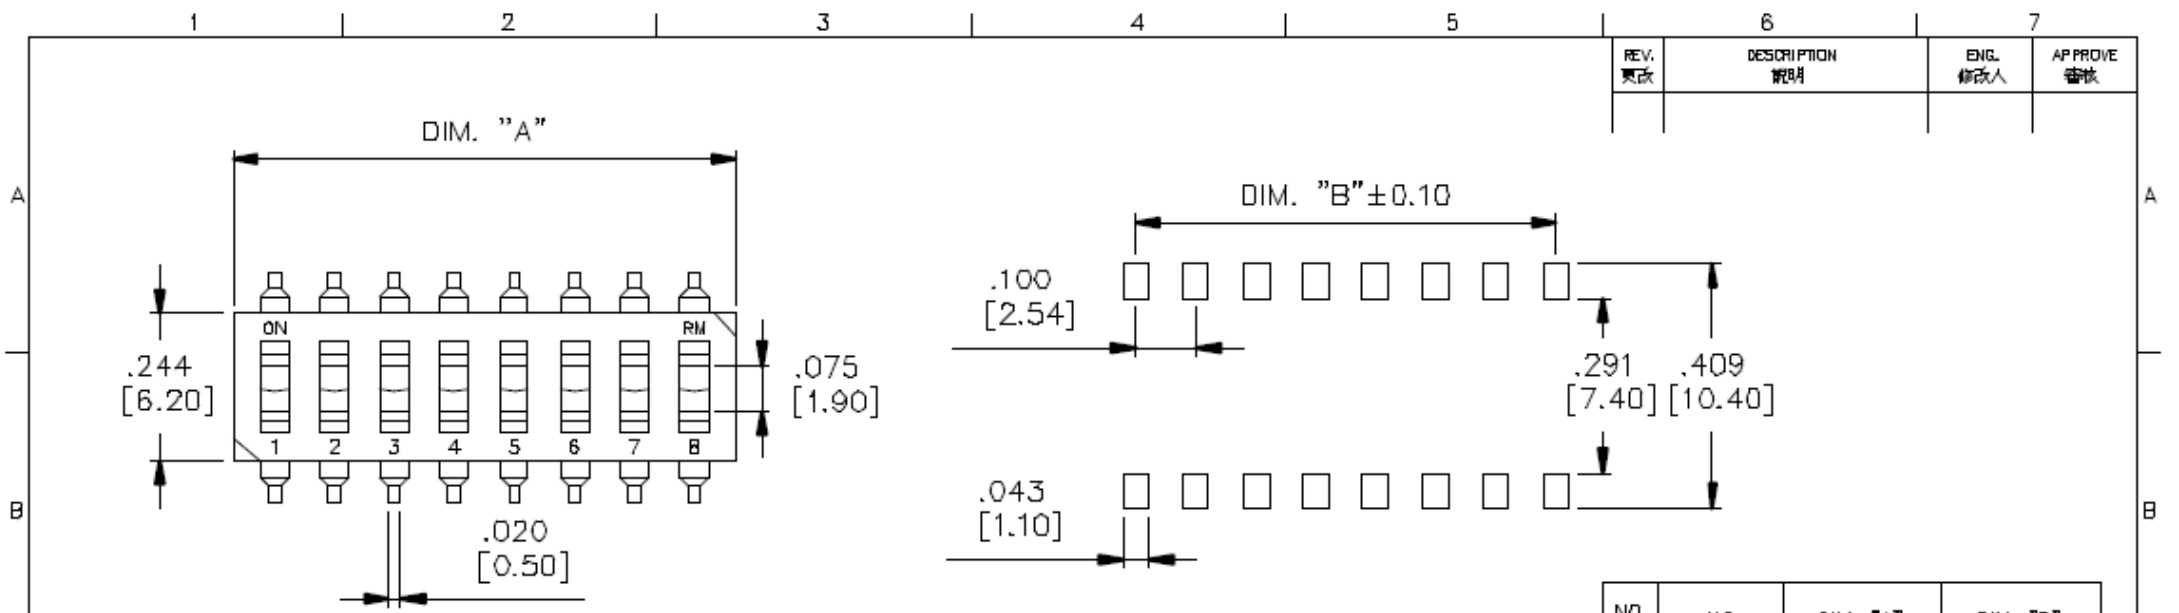 1 2 3 4 5 6 7
REV. DESCRIPTION ENG. APPROVE
更改 說明 修改人 審核
DIM. "A"
A
DIM. "B"±0.10
A
.100
[2.54]
ON RM
.244
[6.20]
.075
[1.90]
.291
[7.40]
.409
[10.40]
1 2 3 4 5 6 7 8
B
.043
[1.10]
B
.020
[0.50]
NO.